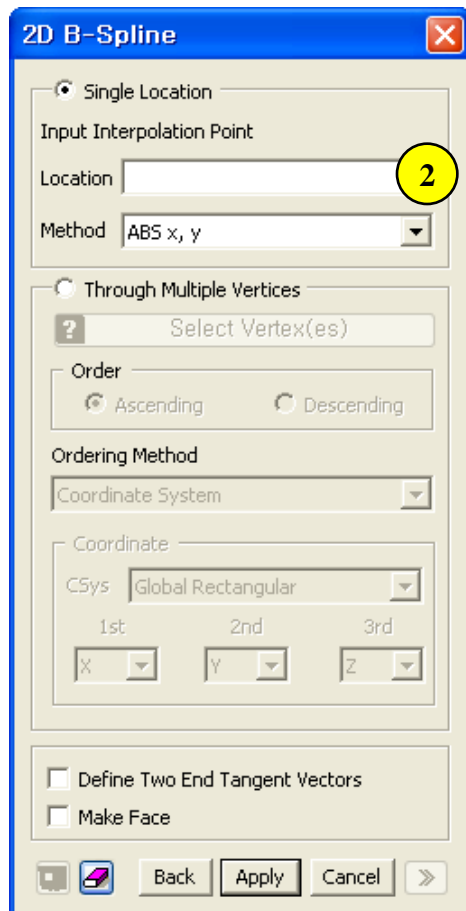 2D B-Spline
Single Location
Input Interpolation Point
Location 2
Method ABS x, y
Through Multiple Vertices
? Select Vertex(es)
Order
Ascending Descending
Ordering Method
Coordinate System
Coordinate
CSys Global Rectangular
1st 2nd 3rd
X Y Z
Define Two End Tangent Vectors
Make Face
Back Apply Cancel